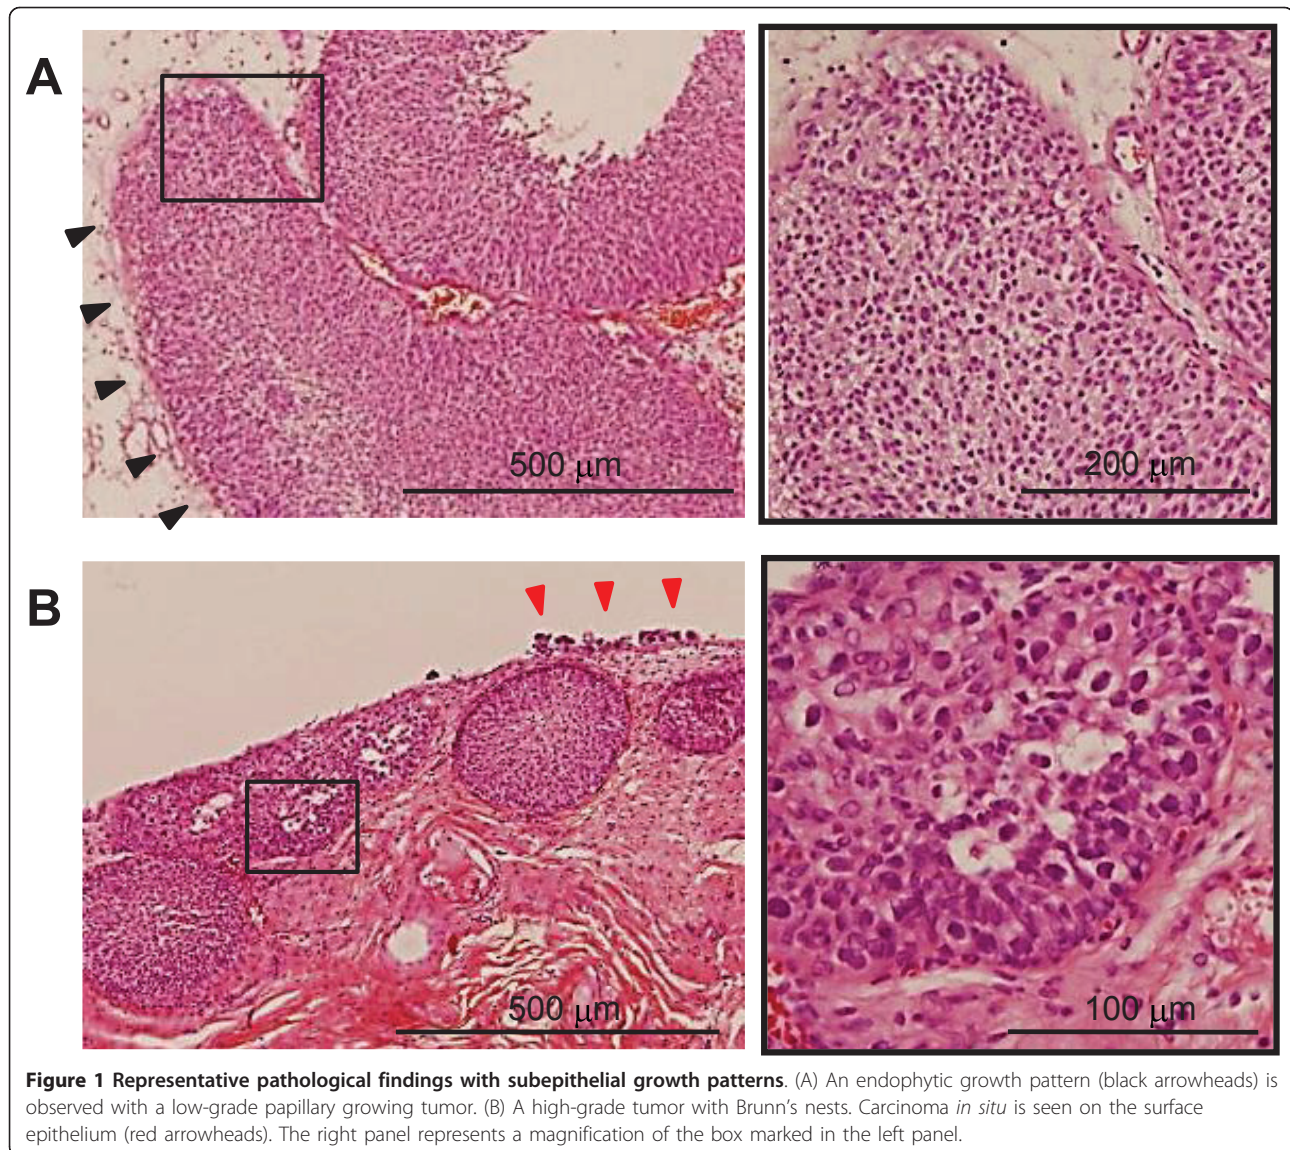 A
500 μm
200 μm
B
500 μm
100 μm
Figure 1 Representative pathological findings with subepithelial growth patterns. (A) An endophytic growth pattern (black arrowheads) is
observed with a low-grade papillary growing tumor. (B) A high-grade tumor with Brunn's nests. Carcinoma in situ is seen on the surface
epithelium (red arrowheads). The right panel represents a magnification of the box marked in the left panel.